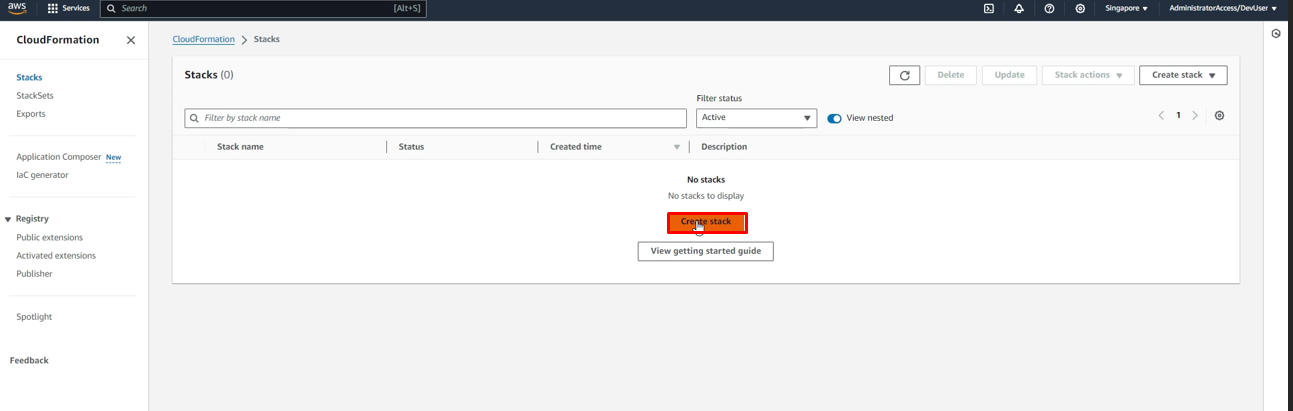 aws Services Search [Alt+S] Singapore AdministratorAccess/DevUser
CloudFormation
Stacks
StackSets
Exports
Application Composer New
IaC generator
Registry
Public extensions
Activated extensions
Publisher
Spotlight
Feedback
CloudFormation Stacks
Stacks (0)
Delete Update Stack actions Create stack
Filter status
Filter by stack name Active View nested 1
Stack name Status Created time Description
No stacks
No stacks to display
Create stack
View getting started guide